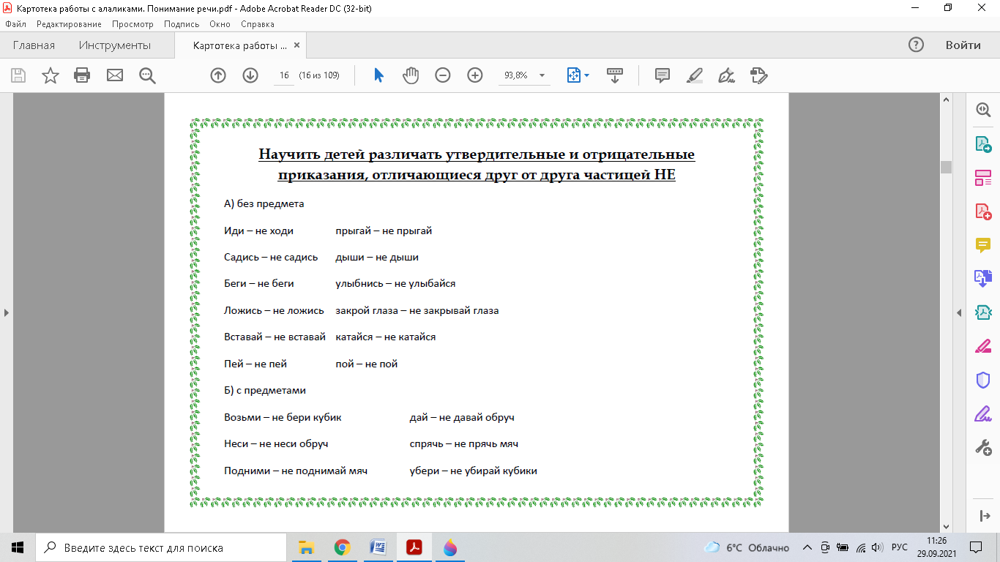 Картотека работы с алаликами. Понимание речи.pdf - Adobe Acrobat Reader DC (32-bit)
Файл Редактирование Просмотр Подпись Окно Справка
Главная Инструменты Картотека работы ... × Войти
16 (16 из 109) 93,8%
Научить детей различать утвердительные и отрицательные
приказания, отличающиеся друг от друга частицей НЕ
А) без предмета
Иди – не ходи прыгай – не прыгай
Садись – не садись дыши – не дыши
Беги – не беги улыбнись – не улыбайся
Ложись – не ложись закрой глаза – не закрывай глаза
Вставай – не вставай катайся – не катайся
Пей – не пей пой – не пой
Б) с предметами
Возьми – не бери кубик дай – не давай обруч
Неси – не неси обруч спрячь – не прячь мяч
Подними – не поднимай мяч убери – не убирай кубики
Введите здесь текст для поиска 6°C Облачно РУС 11:26
29.09.2021